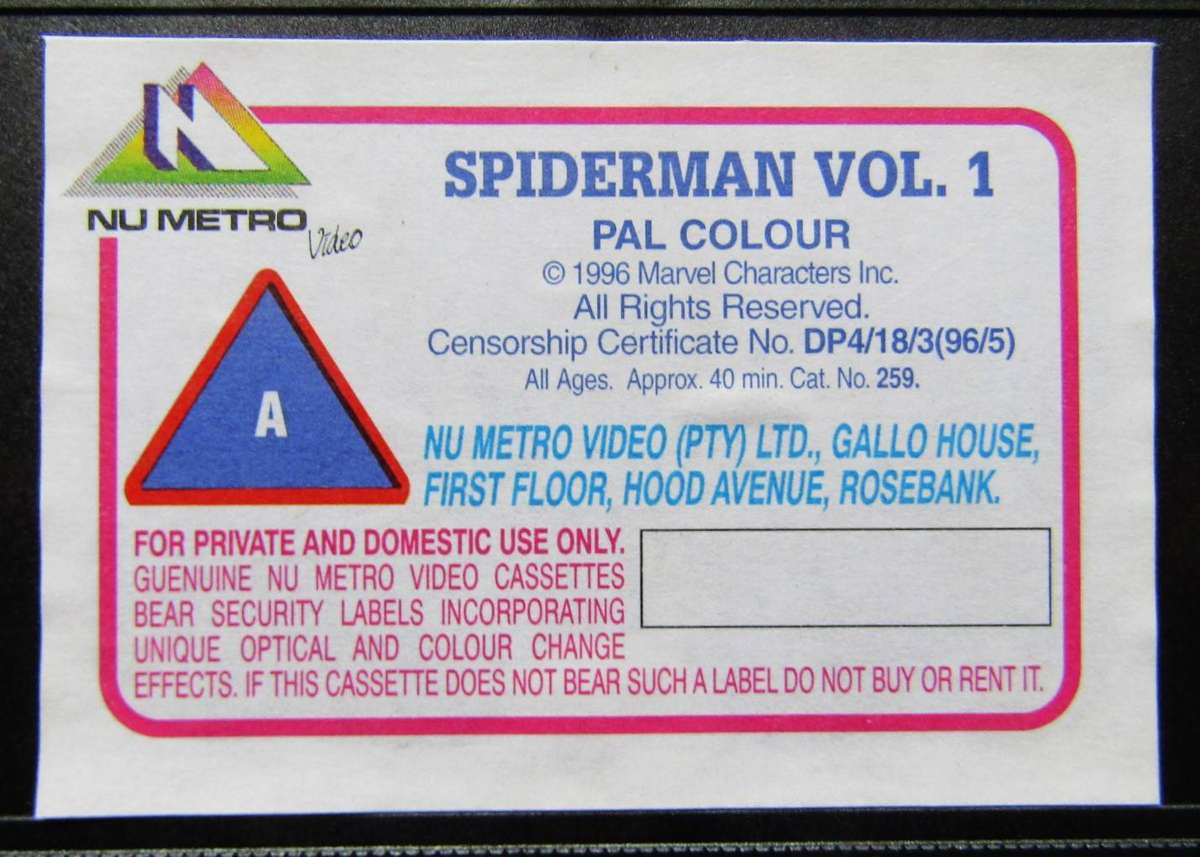 N
NU METRO
Video
SPIDERMAN VOL. 1
PAL COLOUR
© 1996 Marvel Characters Inc.
All Rights Reserved.
Censorship Certificate No. DP4/18/3(96/5)
All Ages. Approx. 40 min. Cat. No. 259.
A
NU METRO VIDEO (PTY) LTD., GALLO HOUSE,
FIRST FLOOR, HOOD AVENUE, ROSEBANK.
FOR PRIVATE AND DOMESTIC USE ONLY.
GUENUINE NU METRO VIDEO CASSETTES
BEAR SECURITY LABELS INCORPORATING
UNIQUE OPTICAL AND COLOUR CHANGE
EFFECTS. IF THIS CASSETTE DOES NOT BEAR SUCH A LABEL DO NOT BUY OR RENT IT.